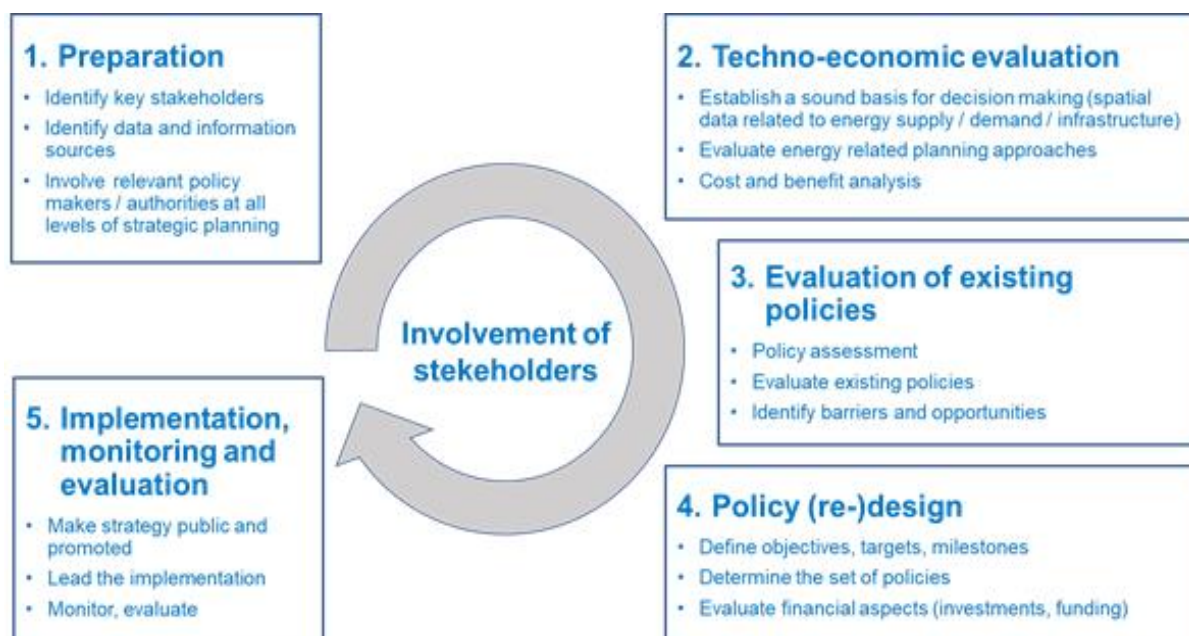 1. Preparation
• Identify key stakeholders
• Identify data and information
sources
• Involve relevant policy
makers / authorities at all
levels of strategic planning
2. Techno-economic evaluation
• Establish a sound basis for decision making (spatial
data related to energy supply / demand / infrastructure)
• Evaluate energy related planning approaches
• Cost and benefit analysis
3. Evaluation of existing
policies
• Policy assessment
• Evaluate existing policies
• Identify barriers and opportunities
Involvement of
stekeholders
4. Policy (re-)design
• Define objectives, targets, milestones
• Determine the set of policies
• Evaluate financial aspects (investments, funding)
5. Implementation,
monitoring and
evaluation
• Make strategy public and
promoted
• Lead the implementation
• Monitor, evaluate